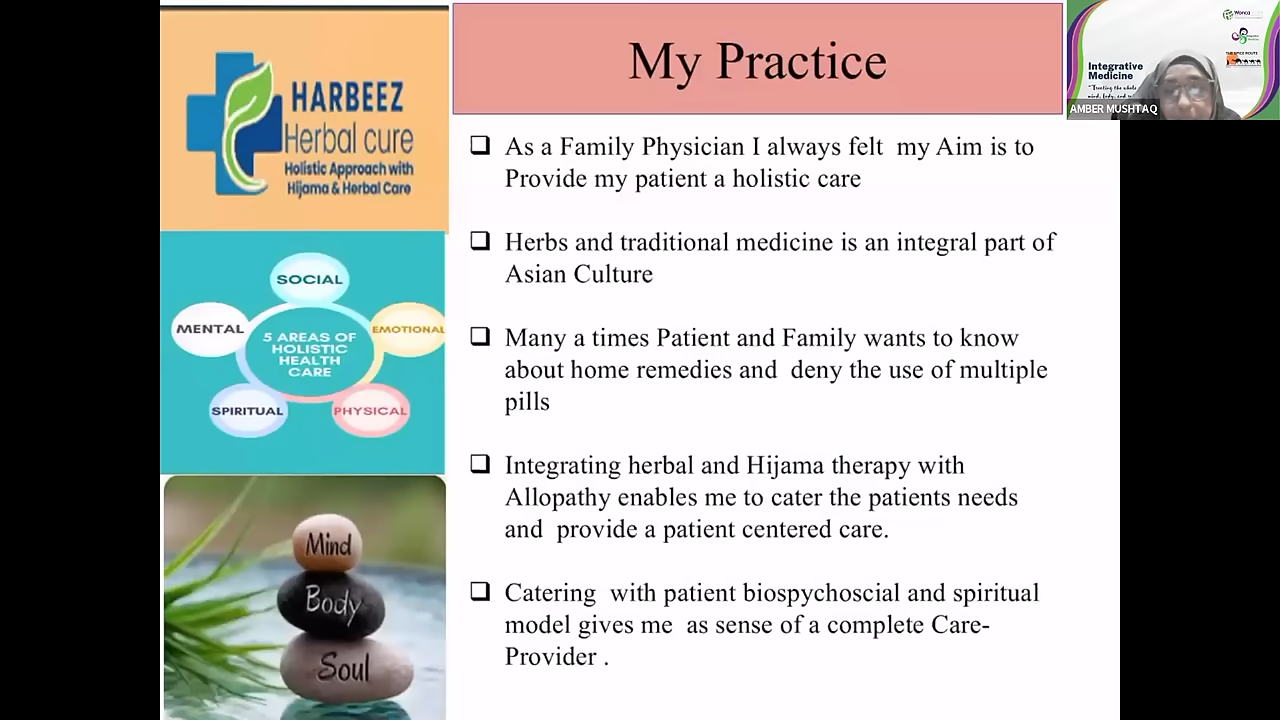 HARBEEZ
Herbal cure
Holistic Approach with
Hijama & Herbal Care
SOCIAL
MENTAL
EMOTIONAL
5 AREAS OF
HOLISTIC
HEALTH
CARE
SPIRITUAL
PHYSICAL
Mind
Body
Soul
My Practice
As a Family Physician I always felt my Aim is to
Provide my patient a holistic care
Herbs and traditional medicine is an integral part of
Asian Culture
Many a times Patient and Family wants to know
about home remedies and deny the use of multiple
pills
Integrating herbal and Hijama therapy with
Allopathy enables me to cater the patients needs
and provide a patient centered care.
Catering with patient biospychoscial and spiritual
model gives me as sense of a complete Care-
Provider .
Wonca
Integrative
Medicine
"Treating the whole
AMBER MUSHTAQ